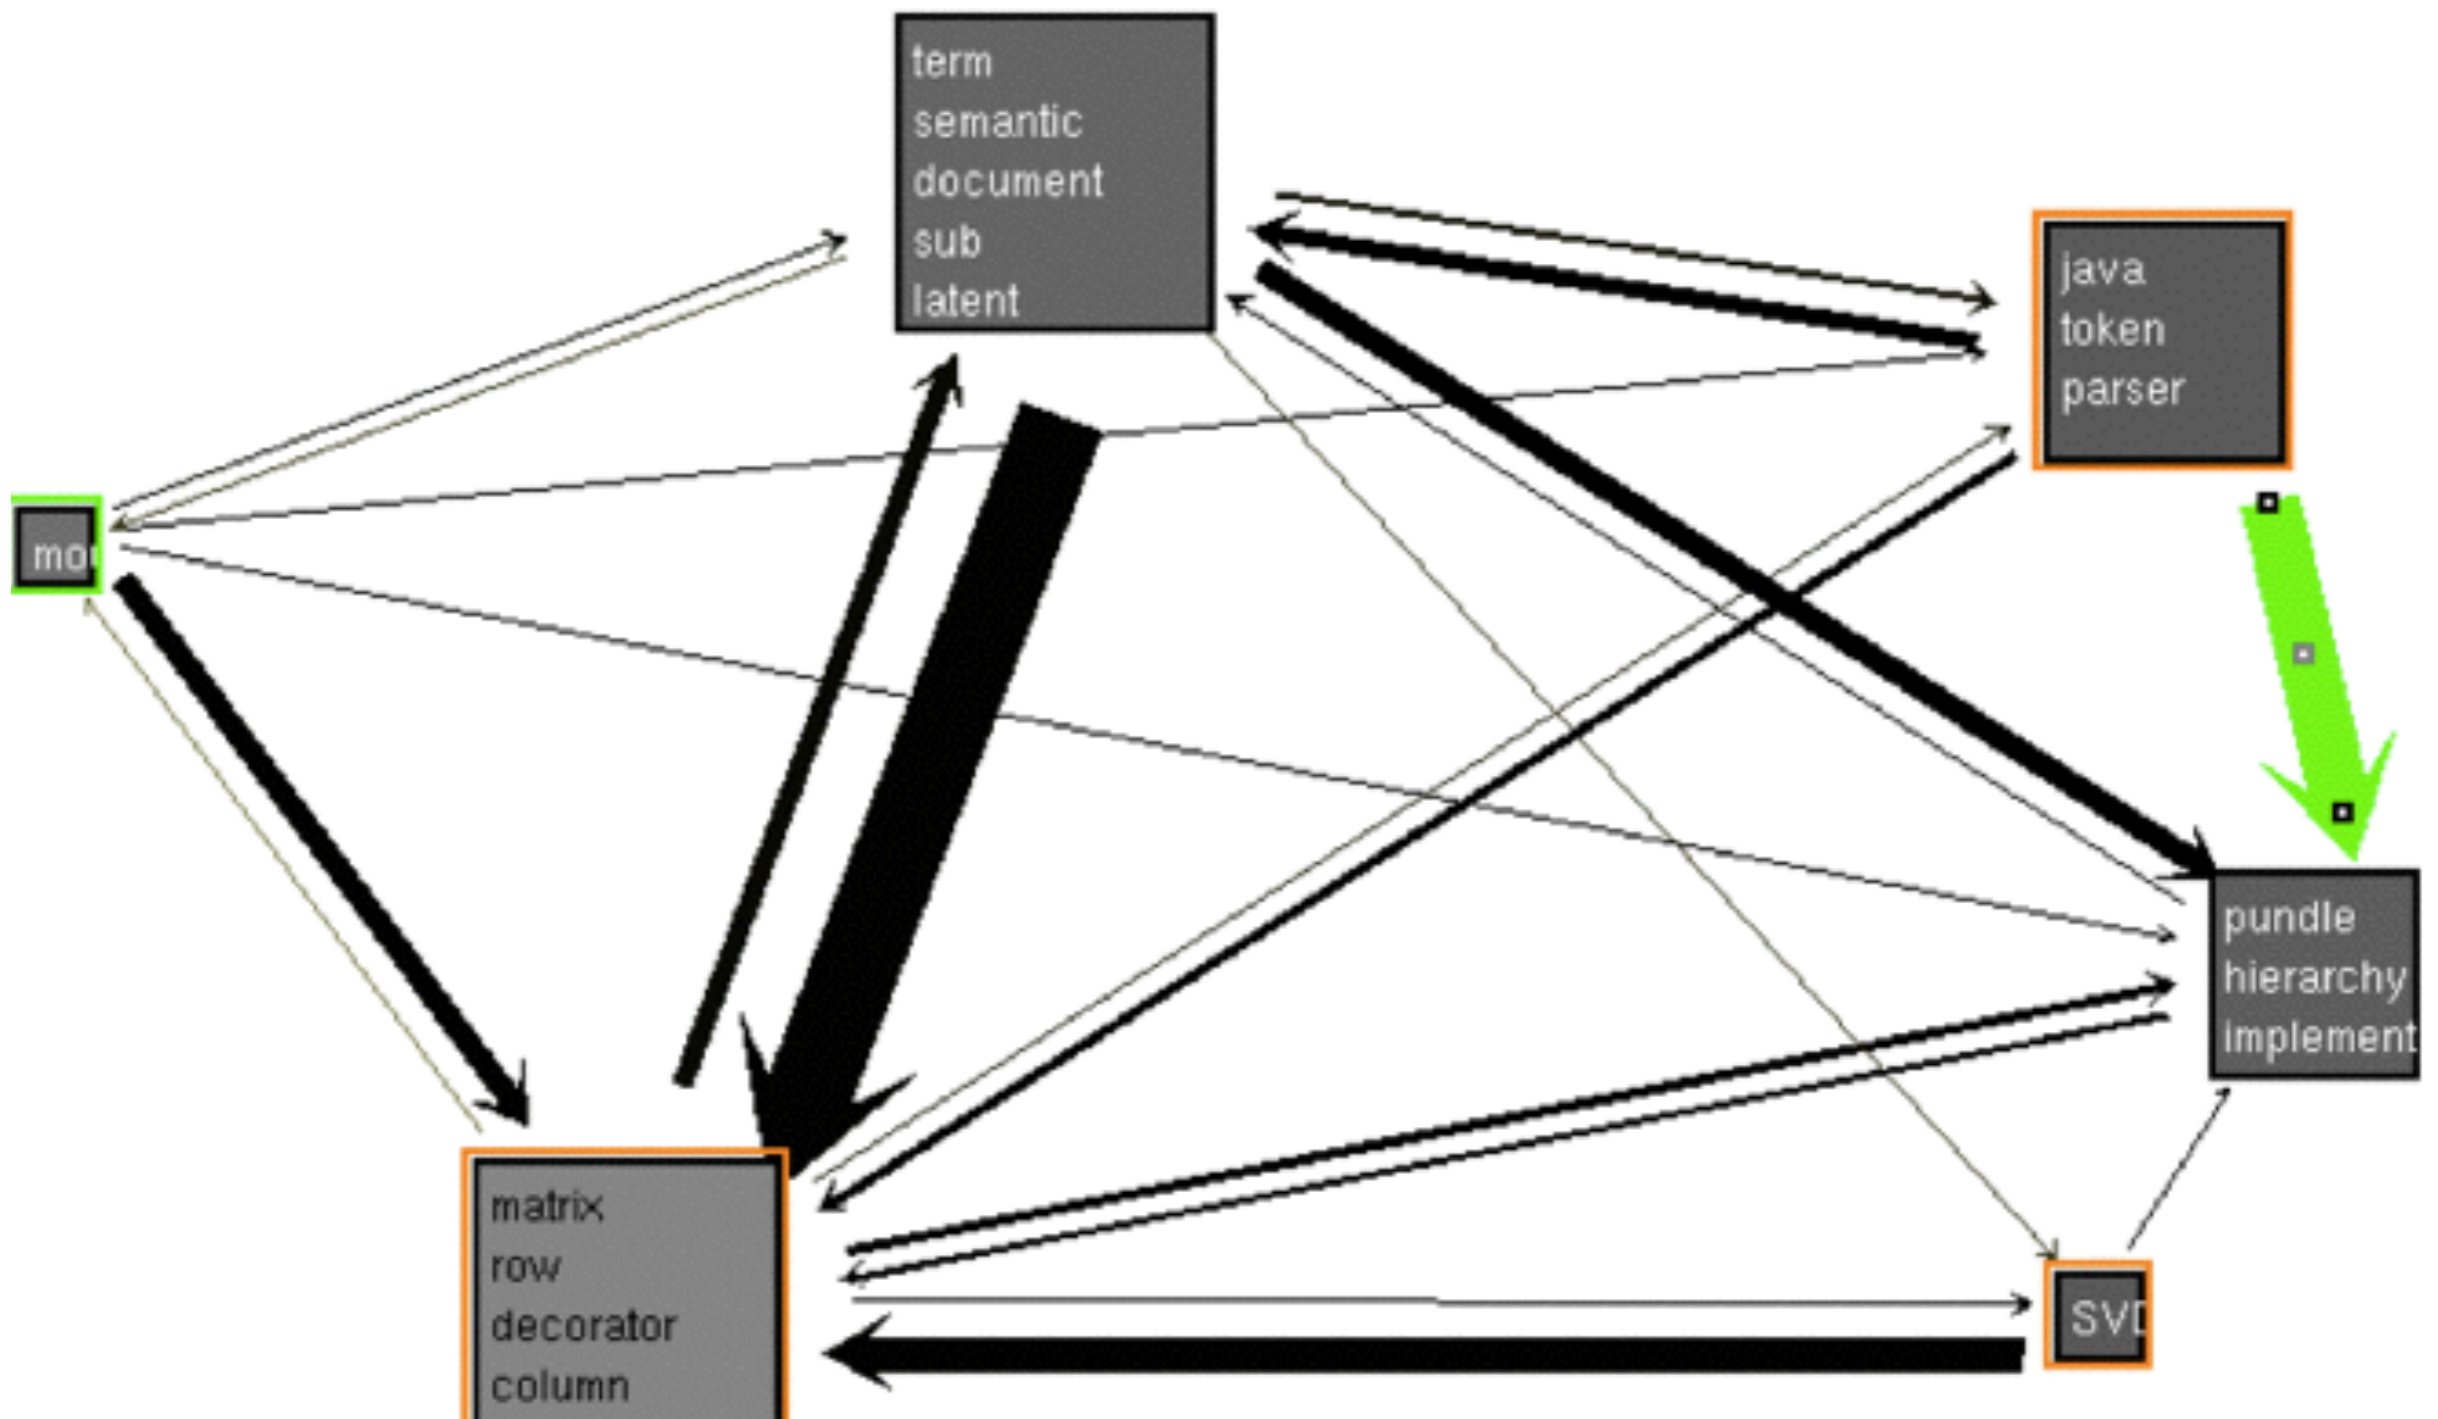 term
semantic
document
sub
latent
java
token
parser
pundle
hierarchy
implement
matrix
row
decorator
column